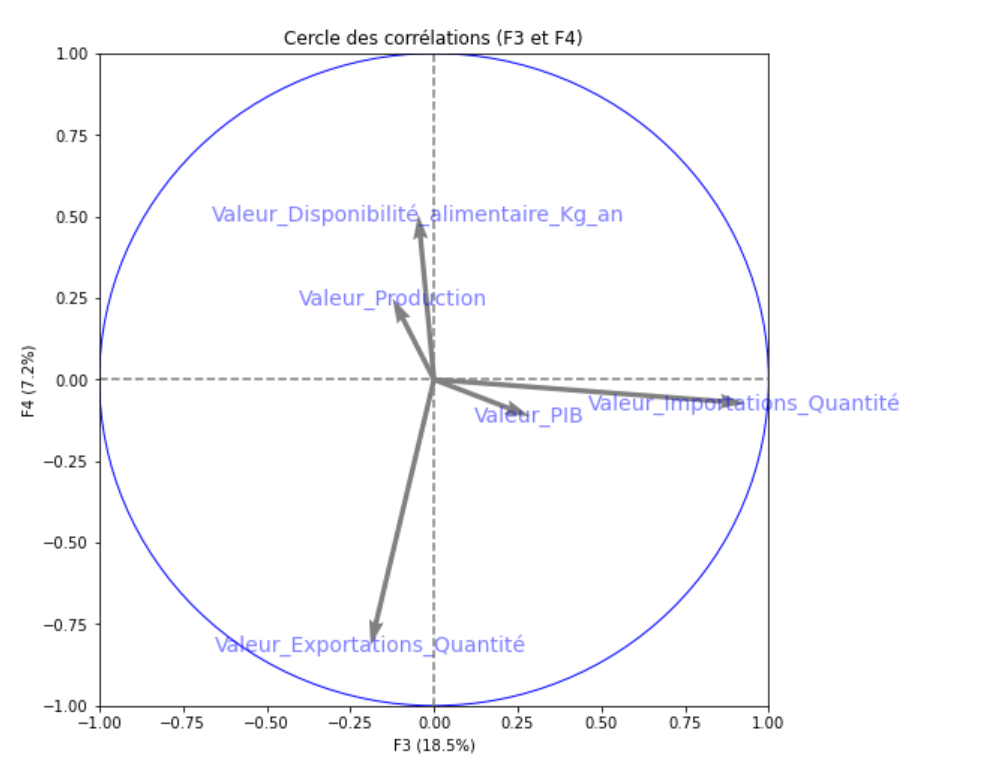 Cercle des corrélations (F3 et F4)
1.00
0.75
0.50
0.25
0.00
−0.25
−0.50
−0.75
−1.00
F4 (7.2%)
Valeur_Disponibilité_alimentaire_Kg_an
Valeur_Production
Valeur_Importations_Quantité
Valeur_PIB
Valeur_Exportations_Quantité
−1.00 −0.75 −0.50 −0.25 0.00 0.25 0.50 0.75 1.00
F3 (18.5%)